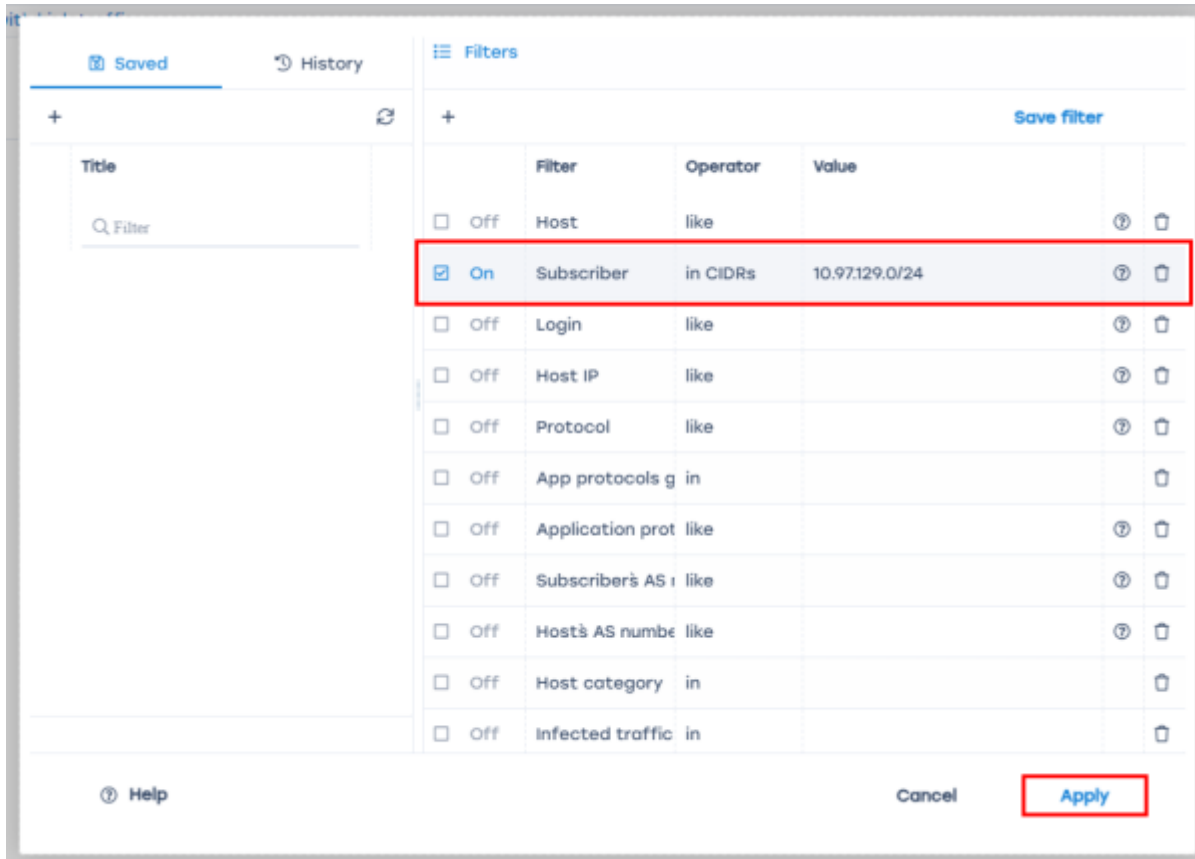 Saved History Filters
Save filter
Title Filter Operator Value
Filter
Off Host like
On Subscriber in CIDRs 10.97.129.0/24
Off Login like
Off Host IP like
Off Protocol like
Off App protocols g in
Off Application prot like
Off Subscriber's AS r like
Off Host's AS numbe like
Off Host category in
Off Infected traffic in
Help Cancel Apply